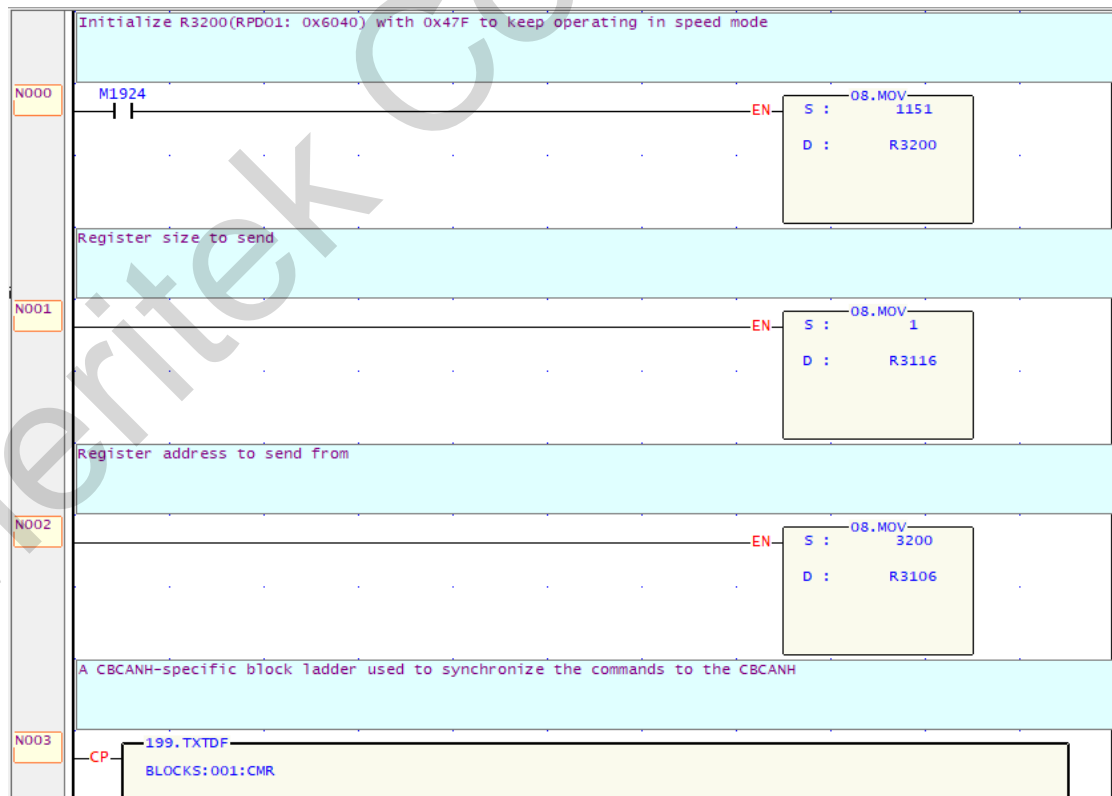 Initialize R3200(RPDO1: 0x6040) with 0x47F to keep operating in speed mode
N000
M1924
EN
08.MOV
S : 1151
D : R3200
Register size to send
N001
EN
08.MOV
S : 1
D : R3116
Register address to send from
N002
EN
08.MOV
S : 3200
D : R3106
A CBCANH-specific block ladder used to synchronize the commands to the CBCANH
N003
CP
199.TXTDF
BLOCKS:001:CMR